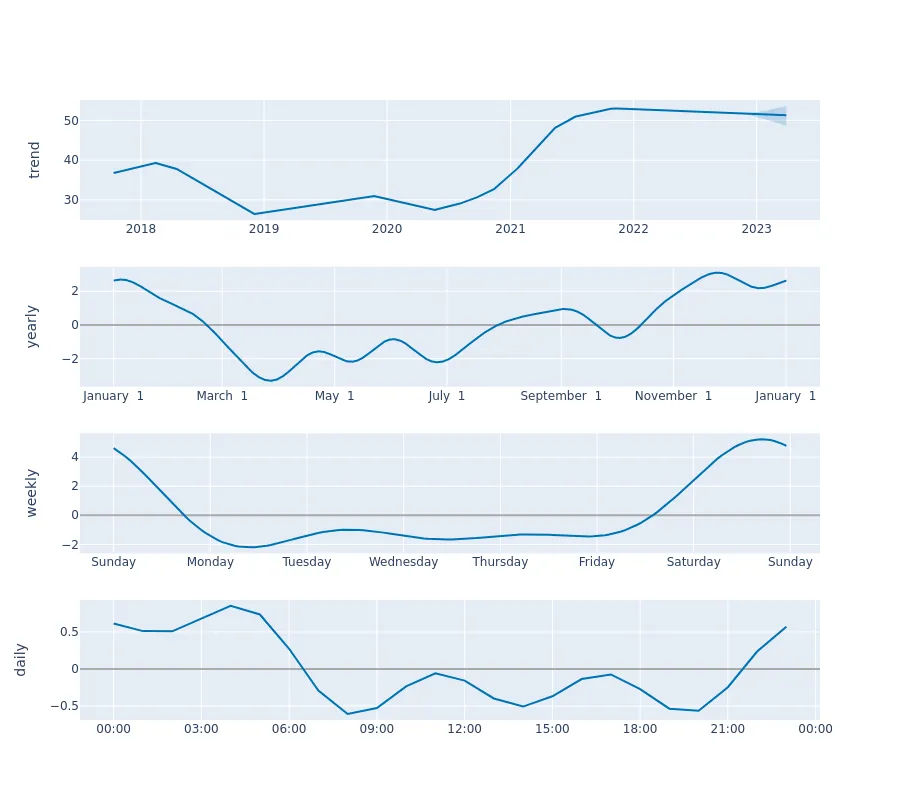 trend
50
40
30
2018 2019 2020 2021 2022 2023
yearly
2
0
−2
January 1 March 1 May 1 July 1 September 1 November 1 January 1
weekly
4
2
0
−2
Sunday Monday Tuesday Wednesday Thursday Friday Saturday Sunday
daily
0.5
0
−0.5
00:00 03:00 06:00 09:00 12:00 15:00 18:00 21:00 00:00